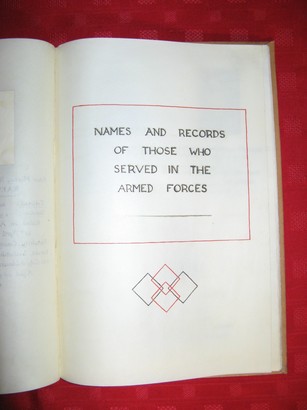 NAMES AND RECORDS
OF THOSE WHO
SERVED IN THE
ARMED FORCES